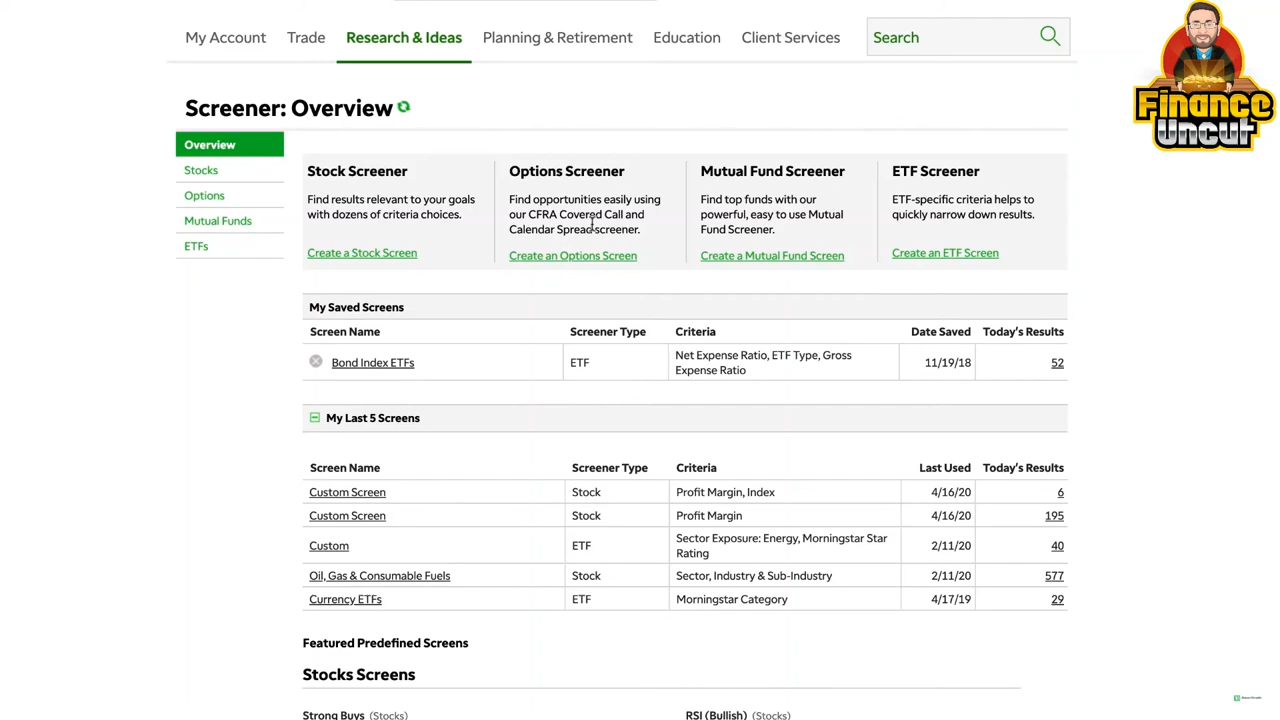 My Account Trade Research & Ideas Planning & Retirement Education Client Services Search
Finance
Uncut
Screener: Overview
Overview
Stocks
Options
Mutual Funds
ETFs
Stock Screener
Find results relevant to your goals
with dozens of criteria choices.
Create a Stock Screen
Options Screener
Find opportunities easily using
our CFRA Covered Call and
Calendar Spread screener.
Create an Options Screen
Mutual Fund Screener
Find top funds with our
powerful, easy to use Mutual
Fund Screener.
Create a Mutual Fund Screen
ETF Screener
ETF-specific criteria helps to
quickly narrow down results.
Create an ETF Screen
My Saved Screens
Screen Name Screener Type Criteria Date Saved Today's Results
Bond Index ETFs ETF Net Expense Ratio, ETF Type, Gross
Expense Ratio 11/19/18 52
My Last 5 Screens
Screen Name Screener Type Criteria Last Used Today's Results
Custom Screen Stock Profit Margin, Index 4/16/20 6
Custom Screen Stock Profit Margin 4/16/20 195
Custom ETF Sector Exposure: Energy, Morningstar Star
Rating 2/11/20 40
Oil, Gas & Consumable Fuels Stock Sector, Industry & Sub-Industry 2/11/20 577
Currency ETFs ETF Morningstar Category 4/17/19 29
Featured Predefined Screens
Stocks Screens
Strong Buys (Stocks) RSI (Bullish) (Stocks)